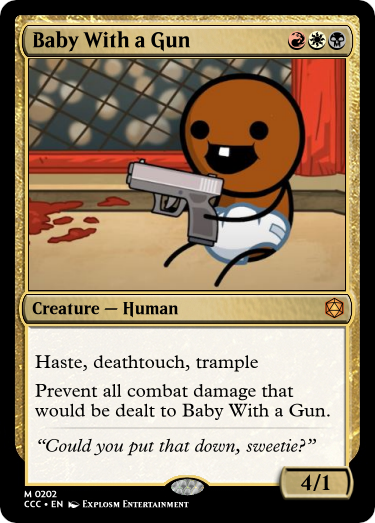 Baby With a Gun
Creature — Human
Haste, deathtouch, trample
Prevent all combat damage that
would be dealt to Baby With a Gun.
“Could you put that down, sweetie?”
4/1
M 0202
CCC • EN Explosm Entertainment